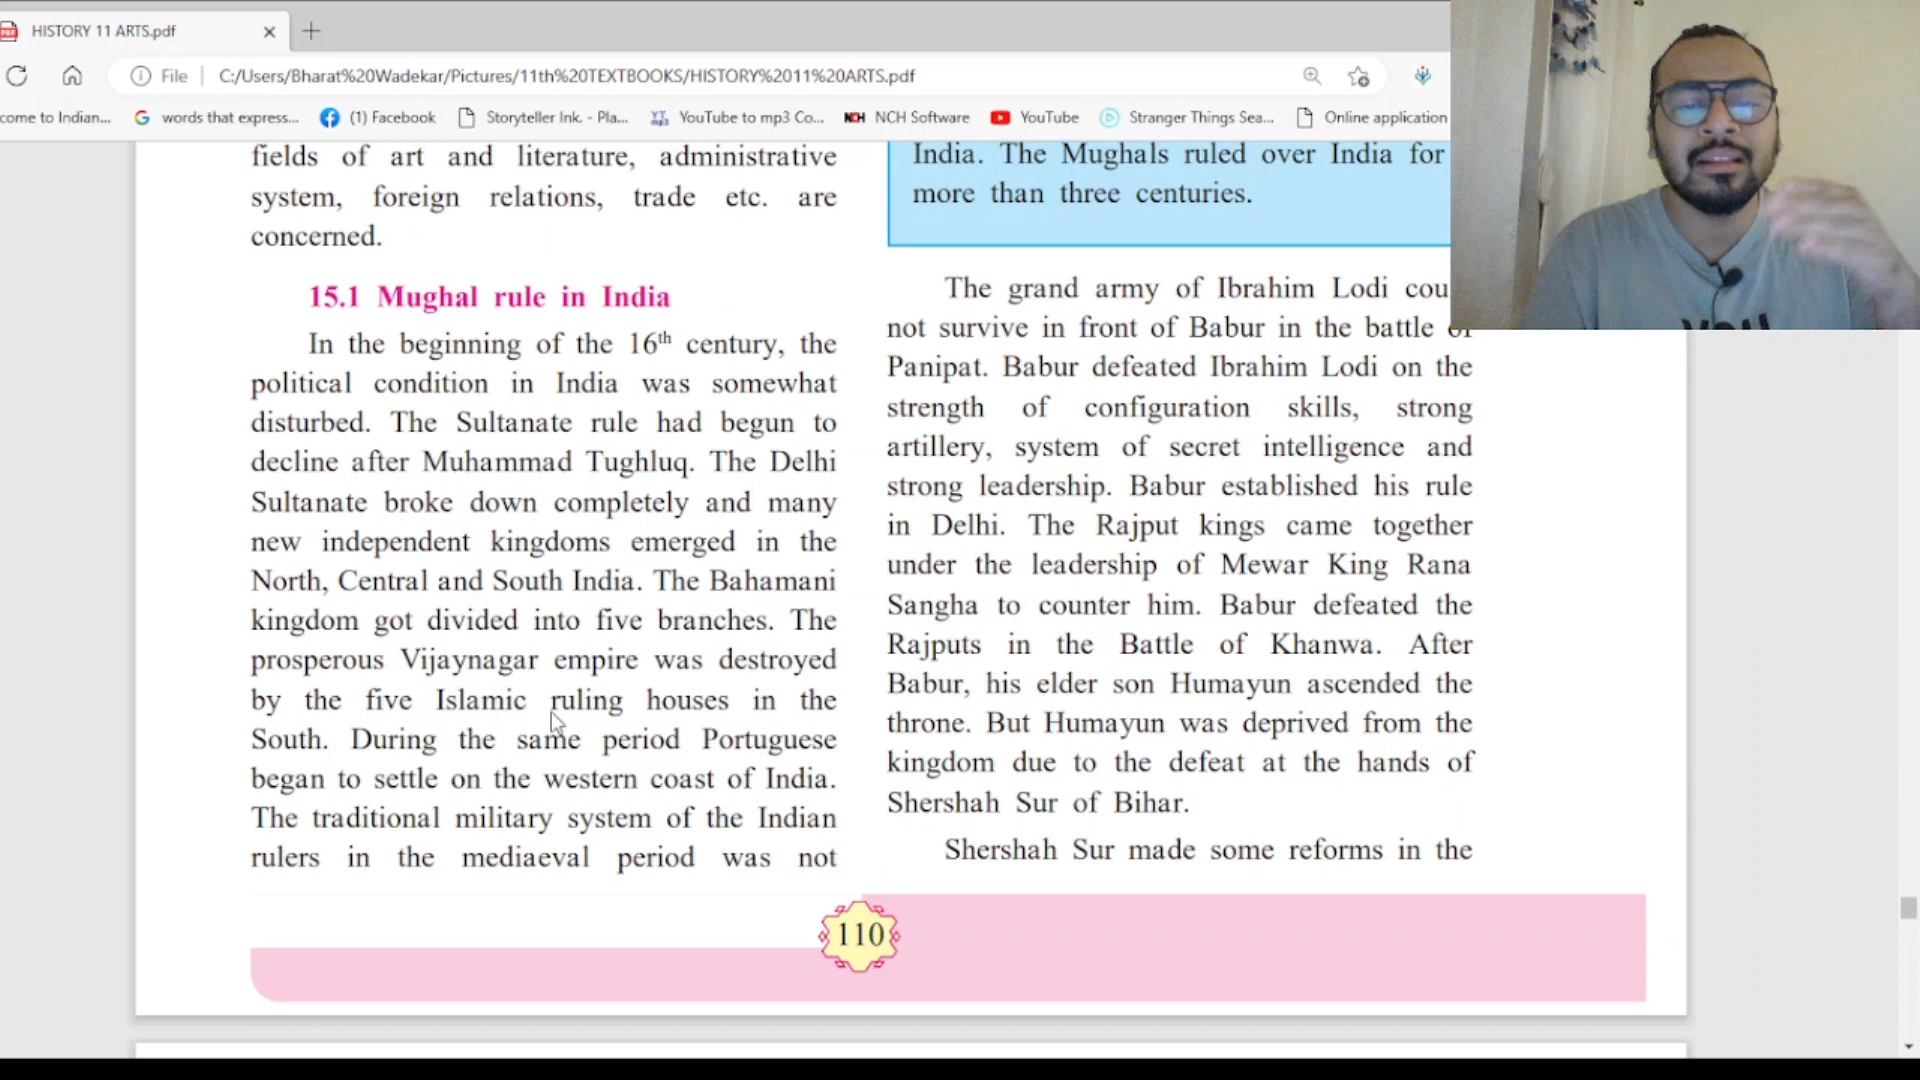 HISTORY 11 ARTS.pdf
File
C:/Users/Bharat%20Wadekar/Pictures/11th%20TEXTBOOKS/HISTORY%2011%20ARTS.pdf
come to Indian...
words that express...
(1) Facebook
Storyteller Ink. - Pla...
YouTube to mp3 Co...
NCH Software
YouTube
Stranger Things Sea...
Online application
fields of art and literature, administrative
system, foreign relations, trade etc. are
concerned.
15.1 Mughal rule in India
In the beginning of the 16th century, the
political condition in India was somewhat
disturbed. The Sultanate rule had begun to
decline after Muhammad Tughluq. The Delhi
Sultanate broke down completely and many
new independent kingdoms emerged in the
North, Central and South India. The Bahamani
kingdom got divided into five branches. The
prosperous Vijaynagar empire was destroyed
by the five Islamic ruling houses in the
South. During the same period Portuguese
began to settle on the western coast of India.
The traditional military system of the Indian
rulers in the mediaeval period was not
India. The Mughals ruled over India for
more than three centuries.
The grand army of Ibrahim Lodi cou
not survive in front of Babur in the battle of
Panipat. Babur defeated Ibrahim Lodi on the
strength of configuration skills, strong
artillery, system of secret intelligence and
strong leadership. Babur established his rule
in Delhi. The Rajput kings came together
under the leadership of Mewar King Rana
Sangha to counter him. Babur defeated the
Rajputs in the Battle of Khanwa. After
Babur, his elder son Humayun ascended the
throne. But Humayun was deprived from the
kingdom due to the defeat at the hands of
Shershah Sur of Bihar.
Shershah Sur made some reforms in the
110